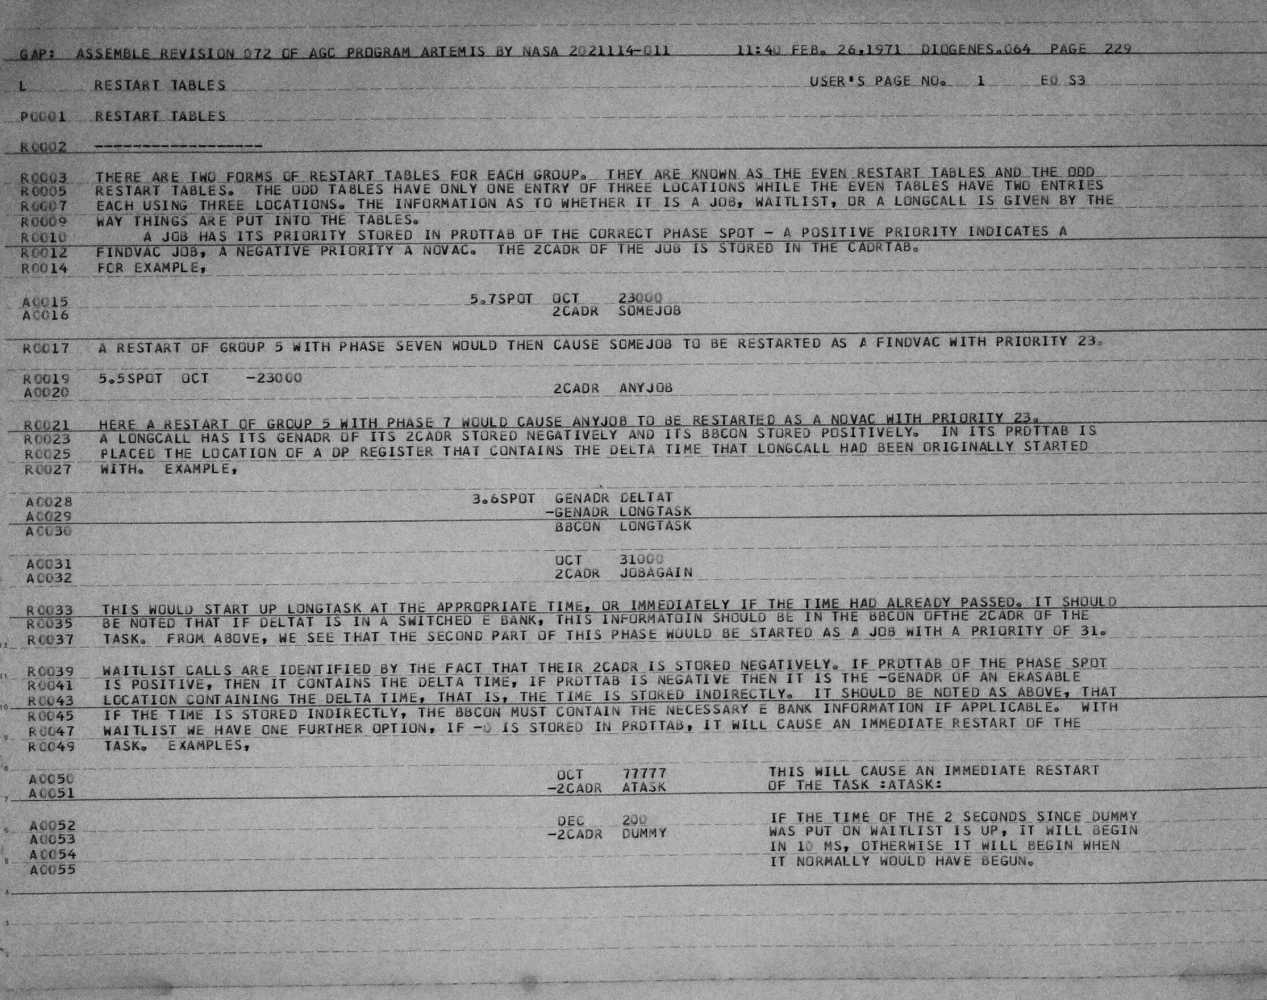 GAP: ASSEMBLE REVISION 072 OF AGC PROGRAM ARTEMIS BY NASA 2021114-011 11:40 FEB. 26,1971 DIOGENES.064 PAGE 229
L RESTART TABLES USER'S PAGE NO. 1 E0 S3
P0001 RESTART TABLES
R0002 ------------------
R0003 THERE ARE TWO FORMS OF RESTART TABLES FOR EACH GROUP. THEY ARE KNOWN AS THE EVEN RESTART TABLES AND THE ODD
R0005 RESTART TABLES. THE ODD TABLES HAVE ONLY ONE ENTRY OF THREE LOCATIONS WHILE THE EVEN TABLES HAVE TWO ENTRIES
R0007 EACH USING THREE LOCATIONS. THE INFORMATION AS TO WHETHER IT IS A JOB, WAITLIST, OR A LONGCALL IS GIVEN BY THE
R0009 WAY THINGS ARE PUT INTO THE TABLES.
R0010 A JOB HAS ITS PRIORITY STORED IN PRDTTAB OF THE CORRECT PHASE SPOT - A POSITIVE PRIORITY INDICATES A
R0012 FINDVAC JOB, A NEGATIVE PRIORITY A NOVAC. THE 2CADR OF THE JOB IS STORED IN THE CADRTAB.
R0014 FOR EXAMPLE,
A0015 5.7SPOT OCT 23000
A0016 2CADR SOMEJOB
R0017 A RESTART OF GROUP 5 WITH PHASE SEVEN WOULD THEN CAUSE SOMEJOB TO BE RESTARTED AS A FINDVAC WITH PRIORITY 23.
R0019 5.5SPOT OCT -23000
A0020 2CADR ANYJOB
R0021 HERE A RESTART OF GROUP 5 WITH PHASE 7 WOULD CAUSE ANYJOB TO BE RESTARTED AS A NOVAC WITH PRIORITY 23.
R0023 A LONGCALL HAS ITS GENADR OF ITS 2CADR STORED NEGATIVELY AND ITS BBCON STORED POSITIVELY. IN ITS PRDTTAB IS
R0025 PLACED THE LOCATION OF A DP REGISTER THAT CONTAINS THE DELTA TIME THAT LONGCALL HAD BEEN ORIGINALLY STARTED
R0027 WITH. EXAMPLE,
A0028 3.6SPOT GENADR DELTAT
A0029 -GENADR LONGTASK
A0030 BBCON LONGTASK
A0031 OCT 31000
A0032 2CADR JOBAGAIN
R0033 THIS WOULD START UP LONGTASK AT THE APPROPRIATE TIME, OR IMMEDIATELY IF THE TIME HAD ALREADY PASSED. IT SHOULD
R0035 BE NOTED THAT IF DELTAT IS IN A SWITCHED E BANK, THIS INFORMATOIN SHOULD BE IN THE BBCON OFTHE 2CADR OF THE
R0037 TASK. FROM ABOVE, WE SEE THAT THE SECOND PART OF THIS PHASE WOULD BE STARTED AS A JOB WITH A PRIORITY OF 31.
R0039 WAITLIST CALLS ARE IDENTIFIED BY THE FACT THAT THEIR 2CADR IS STORED NEGATIVELY. IF PRDTTAB OF THE PHASE SPOT
R0041 IS POSITIVE, THEN IT CONTAINS THE DELTA TIME, IF PRDTTAB IS NEGATIVE THEN IT IS THE -GENADR OF AN ERASABLE
R0043 LOCATION CONTAINING THE DELTA TIME, THAT IS, THE TIME IS STORED INDIRECTLY. IT SHOULD BE NOTED AS ABOVE, THAT
R0045 IF THE TIME IS STORED INDIRECTLY, THE BBCON MUST CONTAIN THE NECESSARY E BANK INFORMATION IF APPLICABLE. WITH
R0047 WAITLIST WE HAVE ONE FURTHER OPTION, IF -0 IS STORED IN PRDTTAB, IT WILL CAUSE AN IMMEDIATE RESTART OF THE
R0049 TASK. EXAMPLES,
A0050 OCT 77777 THIS WILL CAUSE AN IMMEDIATE RESTART
A0051 -2CADR ATASK OF THE TASK :ATASK:
A0052 DEC 200 IF THE TIME OF THE 2 SECONDS SINCE DUMMY
A0053 -2CADR DUMMY WAS PUT ON WAITLIST IS UP, IT WILL BEGIN
A0054 IN 10 MS, OTHERWISE IT WILL BEGIN WHEN
A0055 IT NORMALLY WOULD HAVE BEGUN.